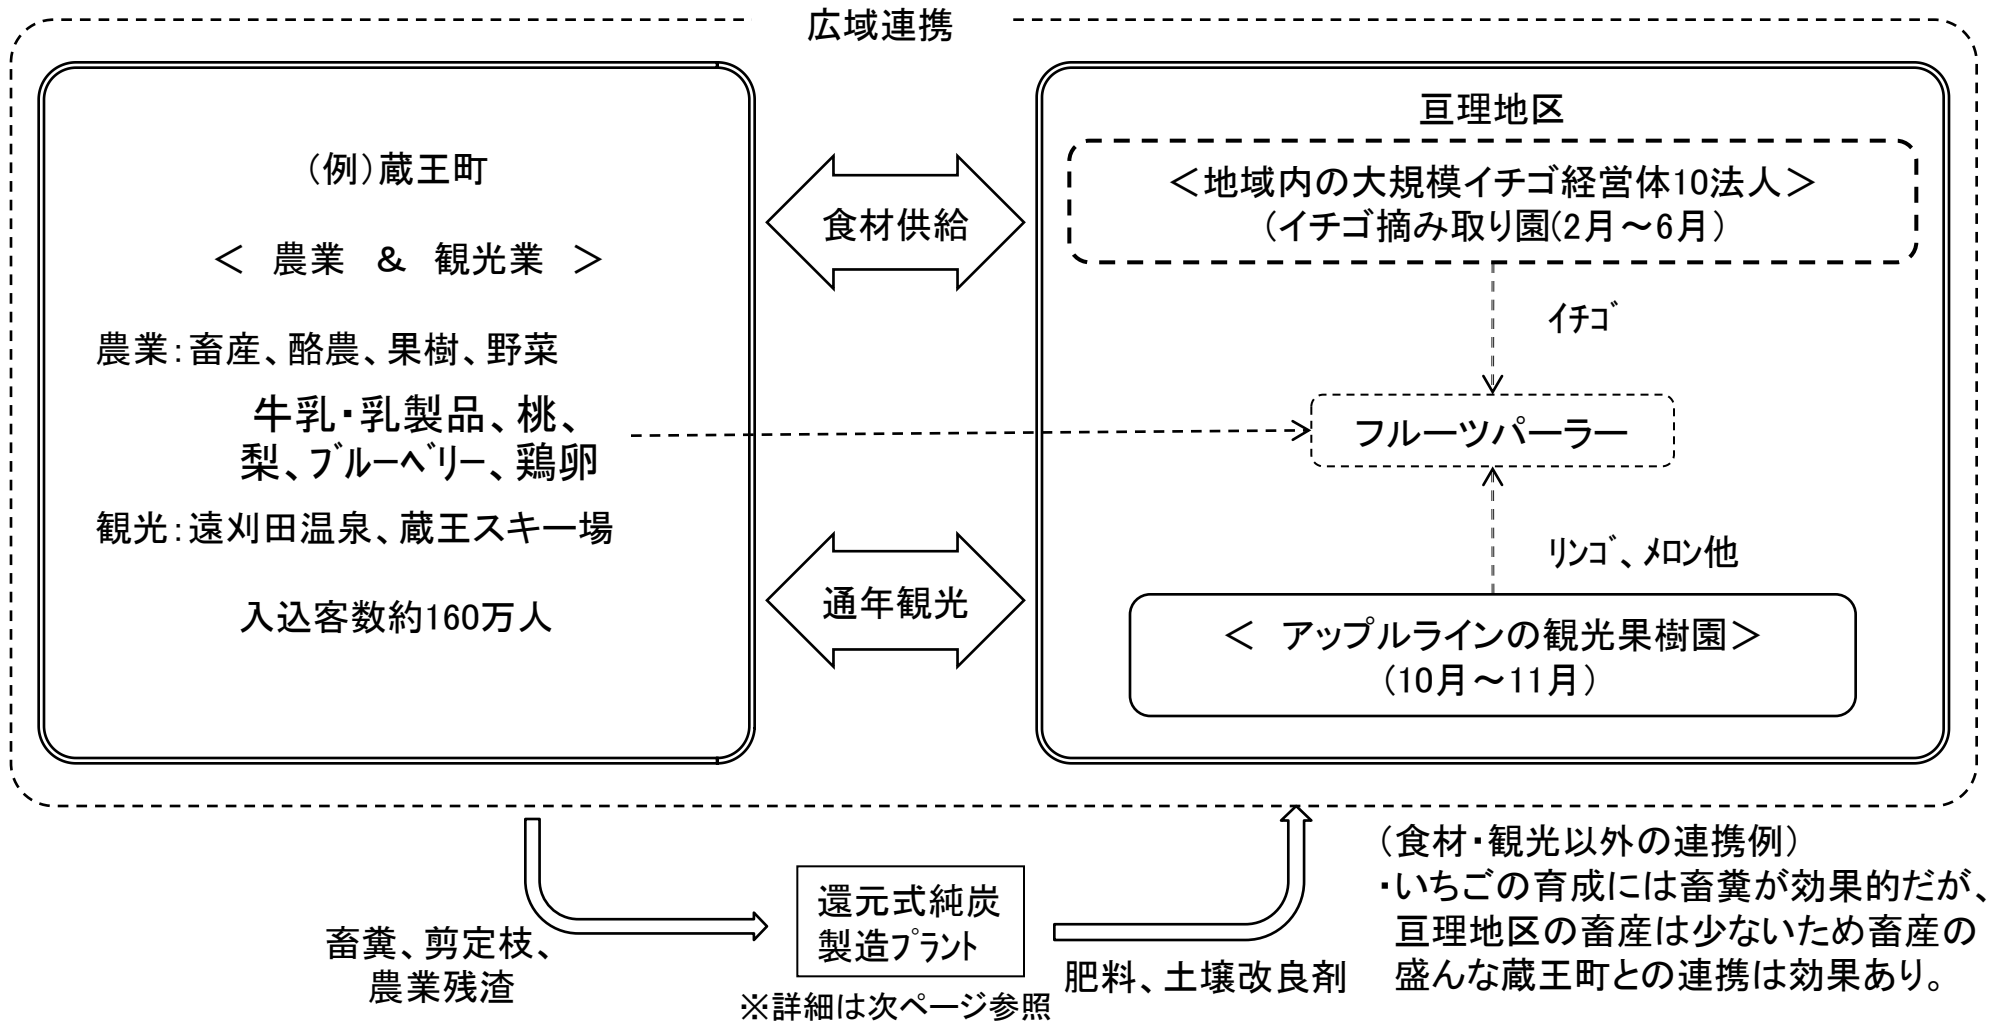 広域連携
(例)蔵王町
＜ 農業 ＆ 観光業 ＞
農業:畜産、酪農、果樹、野菜
牛乳・乳製品、桃、
梨、ﾌﾞﾙｰﾍﾞﾘｰ、鶏卵
観光:遠刈田温泉、蔵王スキー場
入込客数約160万人
食材供給
通年観光
亘理地区
＜地域内の大規模イチゴ経営体10法人＞
(イチゴ摘み取り園(2月～6月)
ｲﾁｺﾞ
フルーツパーラー
ﾘﾝｺﾞ、ﾒﾛﾝ他
＜ アップルラインの観光果樹園＞
(10月～11月)
畜糞、剪定枝、
農業残渣
還元式純炭
製造ﾌﾟﾗﾝﾄ
※詳細は次ページ参照
肥料、土壌改良剤
(食材・観光以外の連携例)
・いちごの育成には畜糞が効果的だが、
亘理地区の畜産は少ないため畜産の
盛んな蔵王町との連携は効果あり。